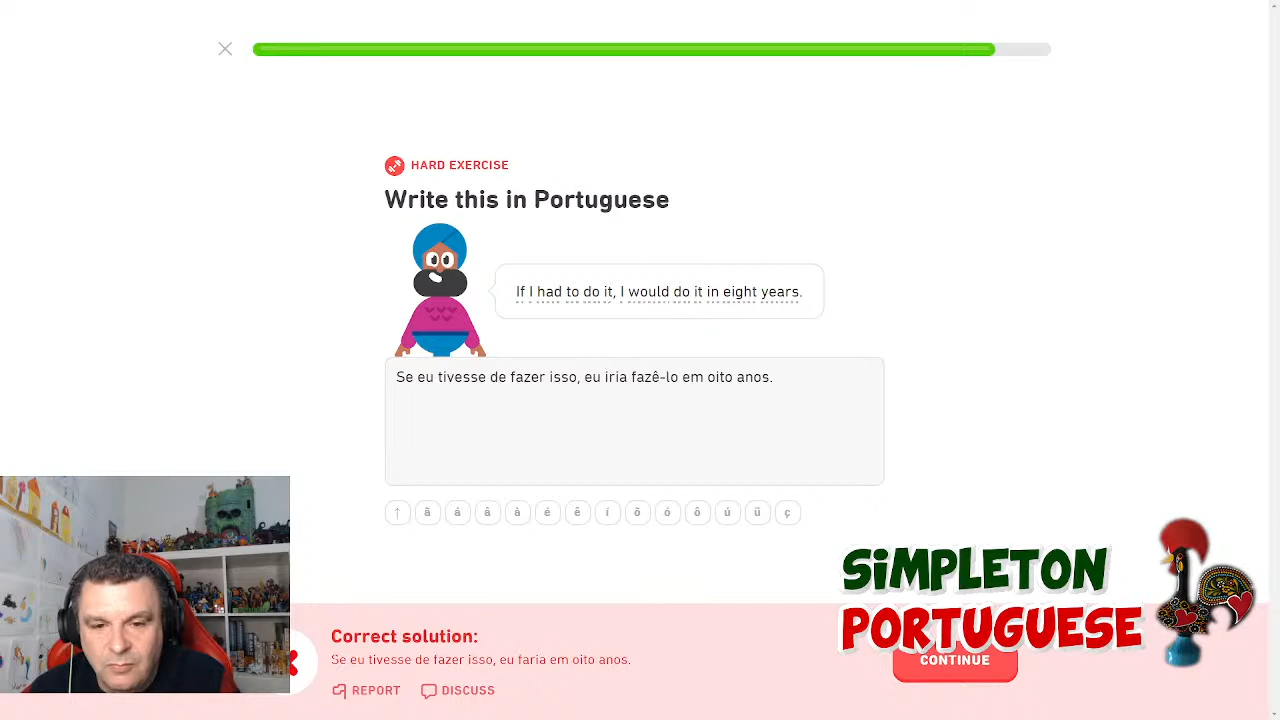 HARD EXERCISE
Write this in Portuguese
If I had to do it, I would do it in eight years.
Se eu tivesse de fazer isso, eu iria fazê-lo em oito anos.
↑ ã á â à é ê í õ ó ô ú ü ç
SiMPLETON
PORTUGUESE
Correct solution:
Se eu tivesse de fazer isso, eu faria em oito anos.
CONTINUE
REPORT DISCUSS